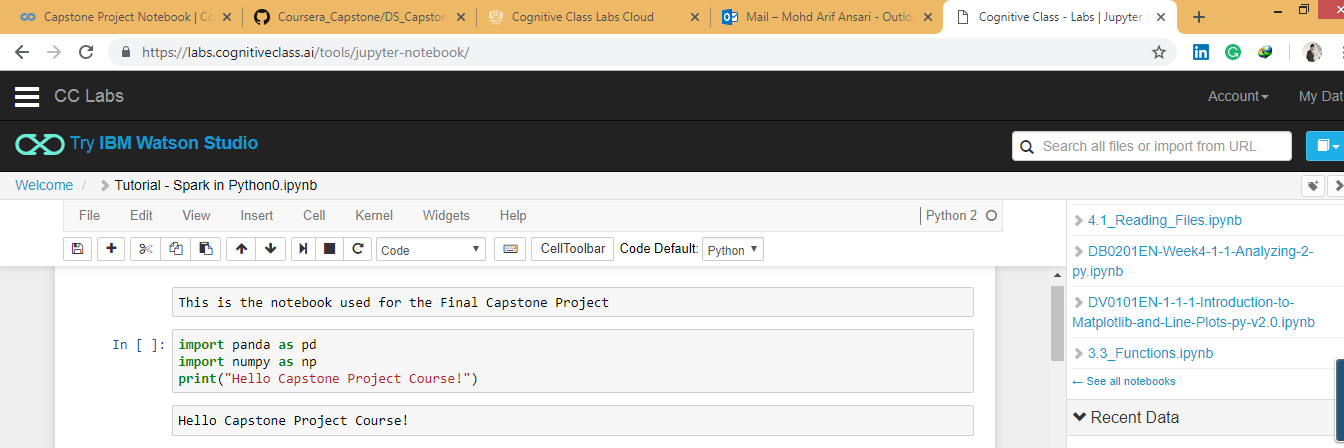 Capstone Project Notebook | Co
Coursera_Capstone/DS_Capston
Cognitive Class Labs Cloud
Mail – Mohd Arif Ansari - Outloo
Cognitive Class - Labs | Jupyter
https://labs.cognitiveclass.ai/tools/jupyter-notebook/
CC Labs
Account
My Dat
Try IBM Watson Studio
Search all files or import from URL
Welcome / Tutorial - Spark in Python0.ipynb
File Edit View Insert Cell Kernel Widgets Help
Python 2
Code
CellToolbar
Code Default: Python
4.1_Reading_Files.ipynb
DB0201EN-Week4-1-1-Analyzing-2-
py.ipynb
DV0101EN-1-1-1-Introduction-to-
Matplotlib-and-Line-Plots-py-v2.0.ipynb
3.3_Functions.ipynb
← See all notebooks
Recent Data
This is the notebook used for the Final Capstone Project
In [ ]:
import panda as pd
import numpy as np
print("Hello Capstone Project Course!")
Hello Capstone Project Course!